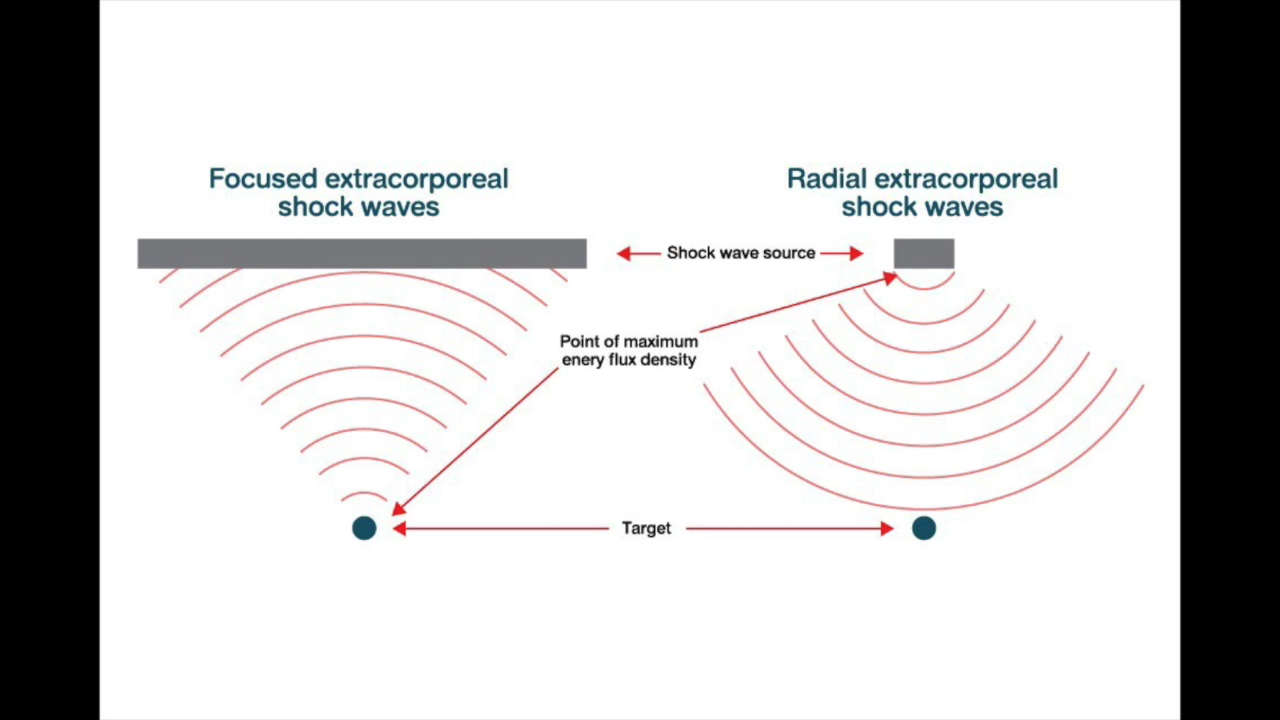 Focused extracorporeal
shock waves
Radial extracorporeal
shock waves
Shock wave source
Point of maximum
enery flux density
Target